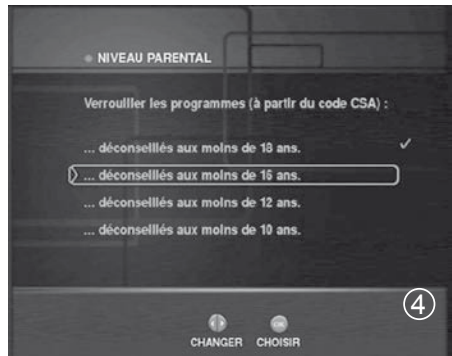 NIVEAU PARENTAL
Verrouiller les programmes (à partir du code CSA) :
... déconseillés aux moins de 18 ans.
... déconseillés aux moins de 16 ans.
... déconseillés aux moins de 12 ans.
... déconseillés aux moins de 10 ans.
④
OK
CHANGER CHOISIR